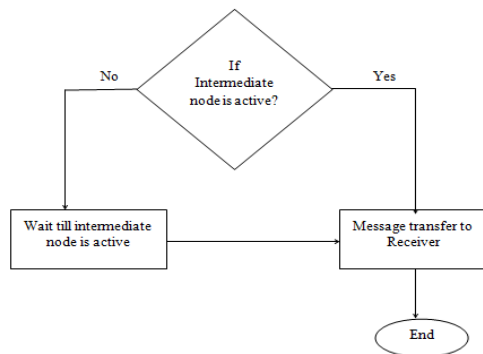 If
Intermediate
node is active?
No
Yes
Wait till intermediate
node is active
Message transfer to
Receiver
End